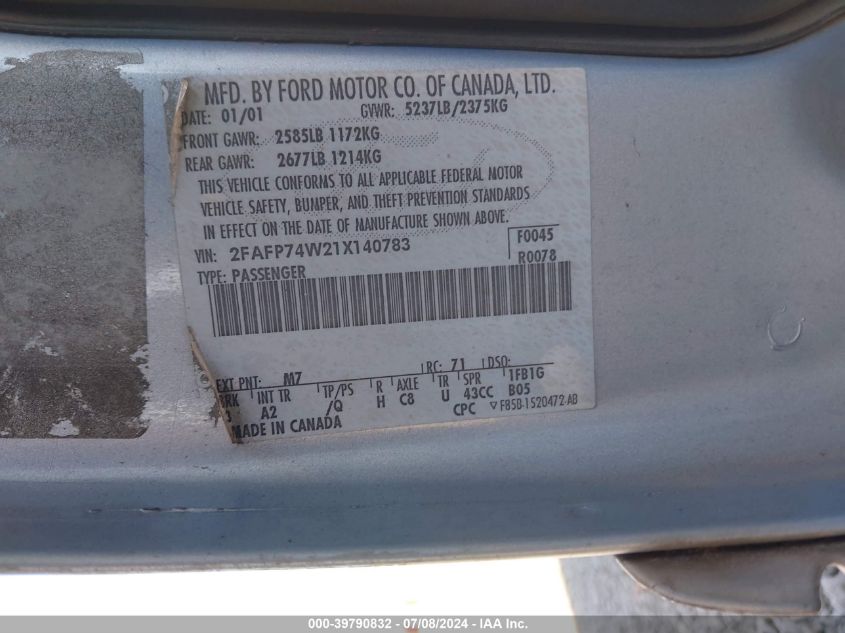 MFD. BY FORD MOTOR CO. OF CANADA, LTD.
DATE: 01/01 GVWR: 5237LB/2375KG
FRONT GAWR: 2585LB 1172KG
REAR GAWR: 2677LB 1214KG
THIS VEHICLE CONFORMS TO ALL APPLICABLE FEDERAL MOTOR
VEHICLE SAFETY, BUMPER, AND THEFT PREVENTION STANDARDS
IN EFFECT ON THE DATE OF MANUFACTURE SHOWN ABOVE.
VIN: 2FAFP74W21X140783 F0045
TYPE: PASSENGER R0078
EXT PNT: M7 RC: 71 DSO:
BRK INT TR TP/PS R AXLE TR SPR 1FB1G
3 A2 /Q H C8 U 43CC B05
MADE IN CANADA CPC ▽F85B-1520472-AB
000-39790832 - 07/08/2024 - IAA Inc.